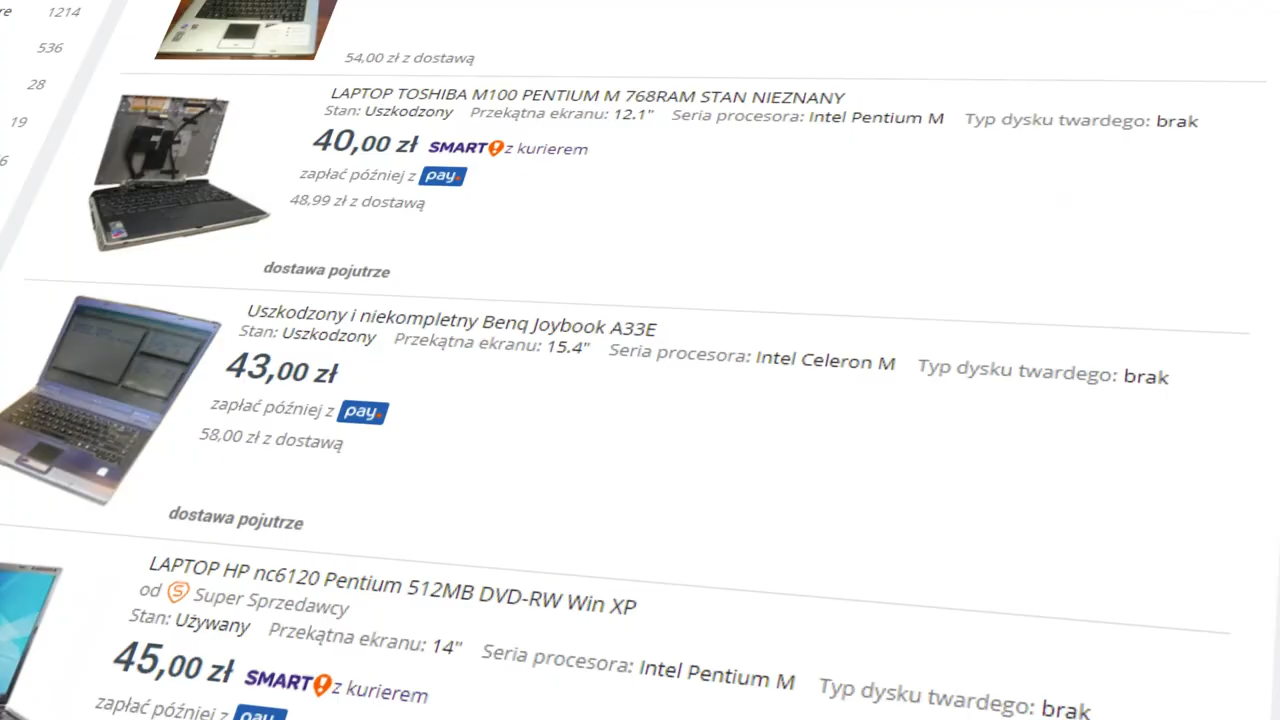 re 1214
536
28
19
6
54,00 zł z dostawą
LAPTOP TOSHIBA M100 PENTIUM M 768RAM STAN NIEZNANY
Stan: Uszkodzony Przekątna ekranu: 12.1" Seria procesora: Intel Pentium M Typ dysku twardego: brak
40,00 zł SMART! z kurierem
zapłać później z pay
48,99 zł z dostawą
dostawa pojutrze
Uszkodzony i niekompletny Benq Joybook A33E
Stan: Uszkodzony Przekątna ekranu: 15.4" Seria procesora: Intel Celeron M Typ dysku twardego: brak
43,00 zł
zapłać później z pay
58,00 zł z dostawą
dostawa pojutrze
LAPTOP HP nc6120 Pentium 512MB DVD-RW Win XP
od S Super Sprzedawcy
Stan: Używany Przekątna ekranu: 14" Seria procesora: Intel Pentium M Typ dysku twardego: brak
45,00 zł SMART! z kurierem
zapłać później z pay